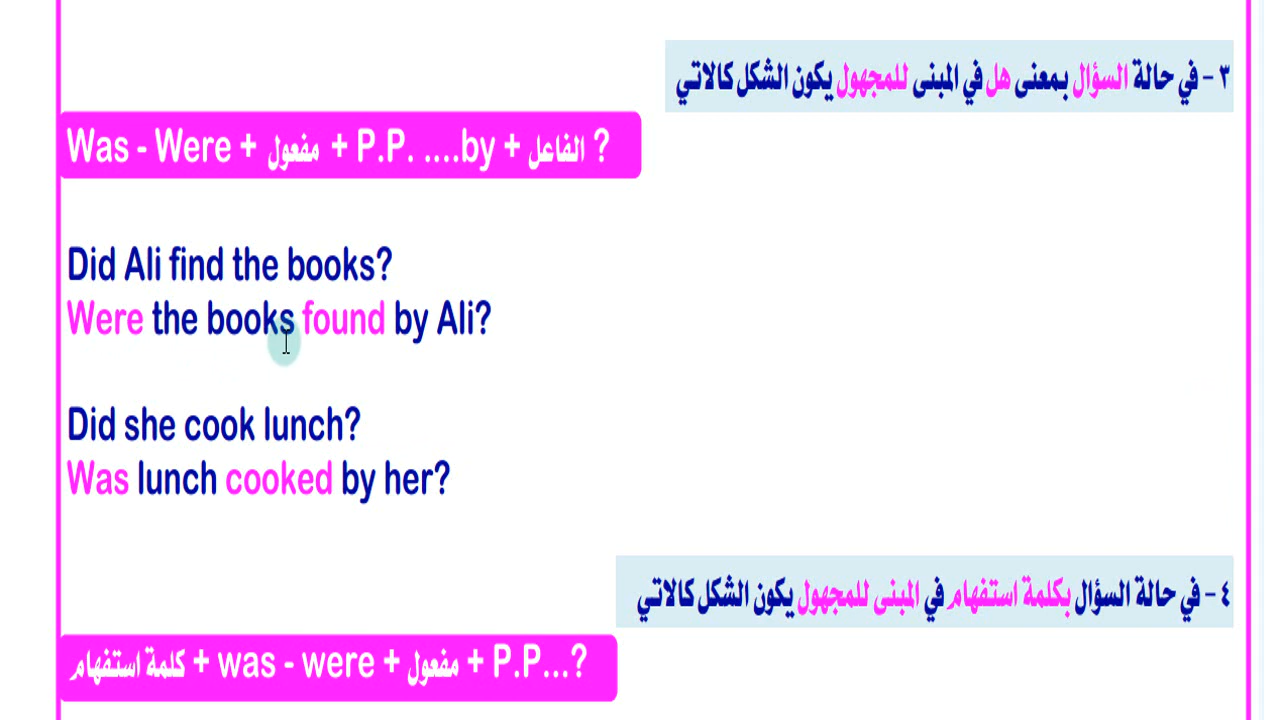 ٣ - في حالة السؤال بمعنى هل في المبنى للمجهول يكون الشكل كالاتي
Was - Were + مفعول + P.P. ....by + الفاعل ?
Did Ali find the books?
Were the books found by Ali?
Did she cook lunch?
Was lunch cooked by her?
٤ - في حالة السؤال بكلمة استفهام في المبنى للمجهول يكون الشكل كالاتي
كلمة استفهام + was - were + مفعول + P.P...?